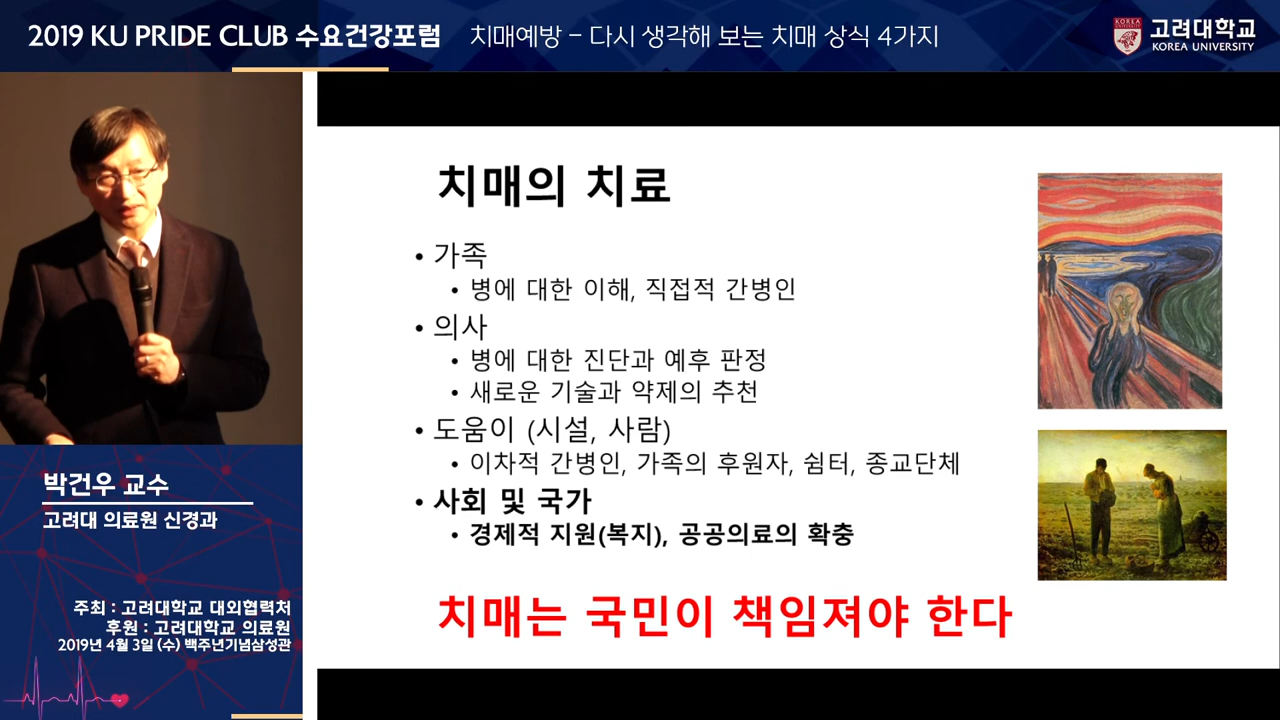 2019 KU PRIDE CLUB 수요건강포럼 치매예방 – 다시 생각해 보는 치매 상식 4가지
KOREA
고려대학교
KOREA UNIVERSITY
치매의 치료
• 가족
• 병에 대한 이해, 직접적 간병인
• 의사
• 병에 대한 진단과 예후 판정
• 새로운 기술과 약제의 추천
• 도움이 (시설, 사람)
• 이차적 간병인, 가족의 후원자, 쉼터, 종교단체
• 사회 및 국가
• 경제적 지원(복지), 공공의료의 확충
치매는 국민이 책임져야 한다
박건우 교수
고려대 의료원 신경과
주최 : 고려대학교 대외협력처
후원 : 고려대학교 의료원
2019년 4월 3일 (수) 백주년기념삼성관